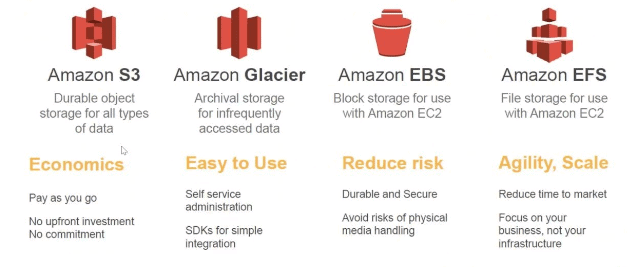 Amazon S3
Durable object
storage for all types
of data
Amazon Glacier
Archival storage
for infrequently
accessed data
Amazon EBS
Block storage for use
with Amazon EC2
Amazon EFS
File storage for use
with Amazon EC2
Economics
Pay as you go
No upfront investment
No commitment
Easy to Use
Self service
administration
SDKs for simple
integration
Reduce risk
Durable and Secure
Avoid risks of physical
media handling
Agility, Scale
Reduce time to market
Focus on your
business, not your
infrastructure